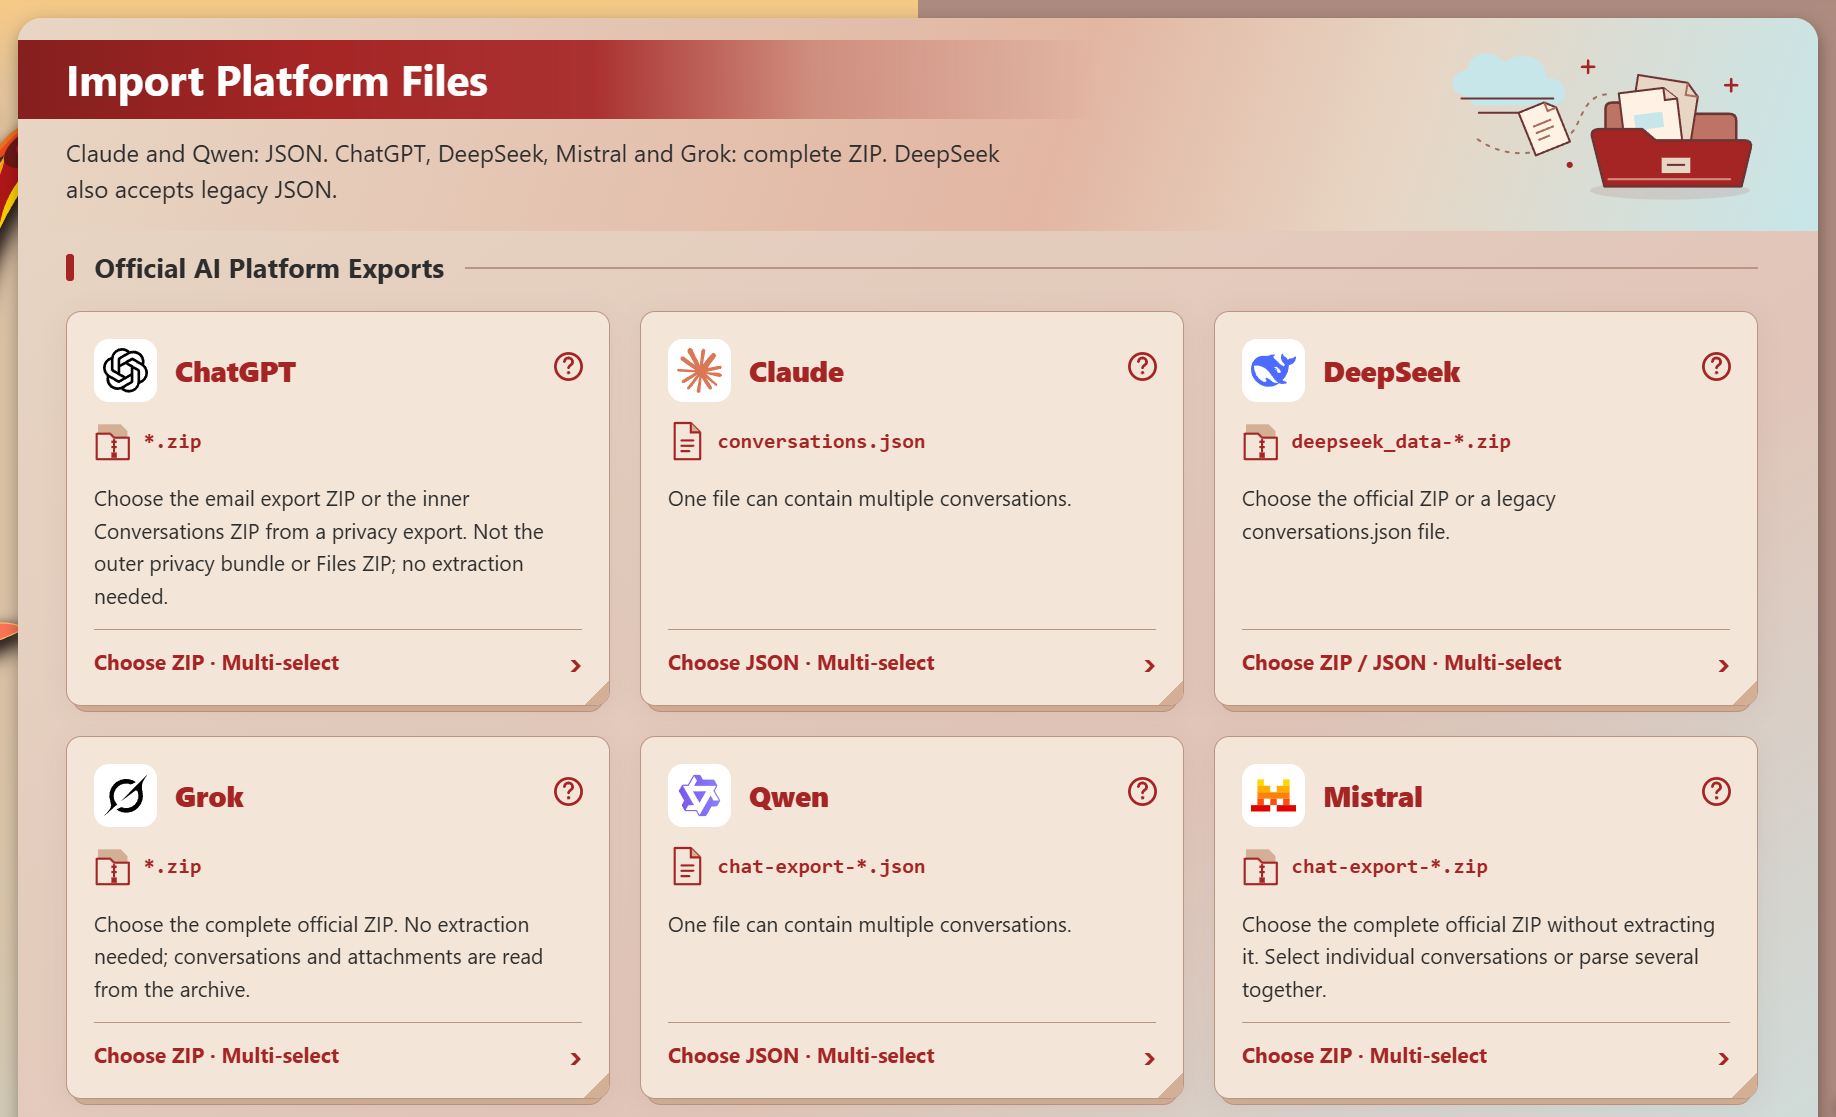 Import Platform Files
Claude and Qwen: JSON. ChatGPT, DeepSeek, Mistral and Grok: complete ZIP. DeepSeek
also accepts legacy JSON.
Official AI Platform Exports
ChatGPT
*.zip
Choose the email export ZIP or the inner
Conversations ZIP from a privacy export. Not the
outer privacy bundle or Files ZIP; no extraction
needed.
Choose ZIP · Multi-select
Claude
conversations.json
One file can contain multiple conversations.
Choose JSON · Multi-select
DeepSeek
deepseek_data-*.zip
Choose the official ZIP or a legacy
conversations.json file.
Choose ZIP / JSON · Multi-select
Grok
*.zip
Choose the complete official ZIP. No extraction
needed; conversations and attachments are read
from the archive.
Choose ZIP · Multi-select
Qwen
chat-export-*.json
One file can contain multiple conversations.
Choose JSON · Multi-select
Mistral
chat-export-*.zip
Choose the complete official ZIP without extracting
it. Select individual conversations or parse several
together.
Choose ZIP · Multi-select